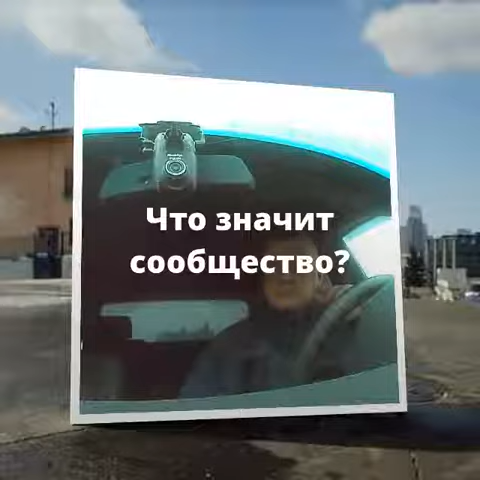 Что значит
сообщество?